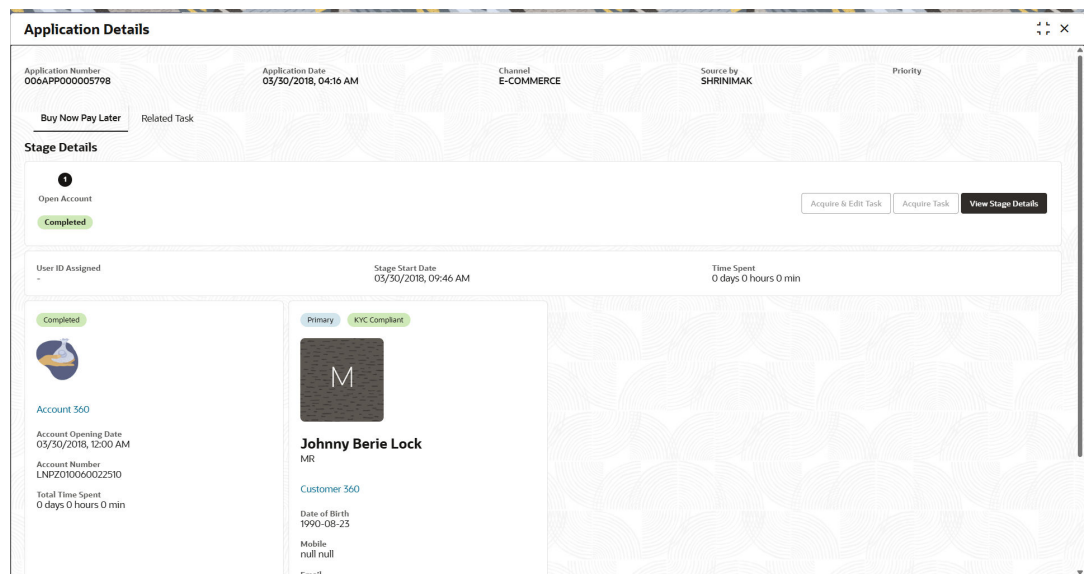 Application Details
Application Number
Application Date
Channel
Source by
Priority
006APP000005798
03/30/2018, 04:16 AM
E-COMMERCE
SHRINIMAK
Buy Now Pay Later
Related Task
Stage Details
1
Open Account
Completed
Acquire & Edit Task
Acquire Task
View Stage Details
User ID Assigned
-
Stage Start Date
03/30/2018, 09:46 AM
Time Spent
0 days 0 hours 0 min
Completed
Account 360
Account Opening Date
03/30/2018, 12:00 AM
Account Number
LNPZ010060022510
Total Time Spent
0 days 0 hours 0 min
Primary
KYC Compliant
M
Johnny Berie Lock
MR
Customer 360
Date of Birth
1990-08-23
Mobile
null null
Email